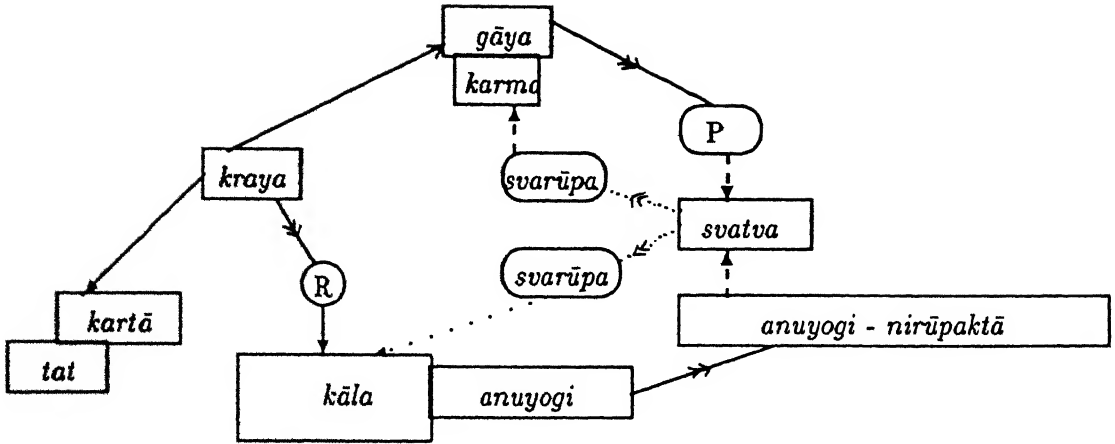 gāya
karma
P
kraya
svarūpa
svatva
svarūpa
R
kartā
anuyogi - nirūpaktā
tat
kāla
anuyogi